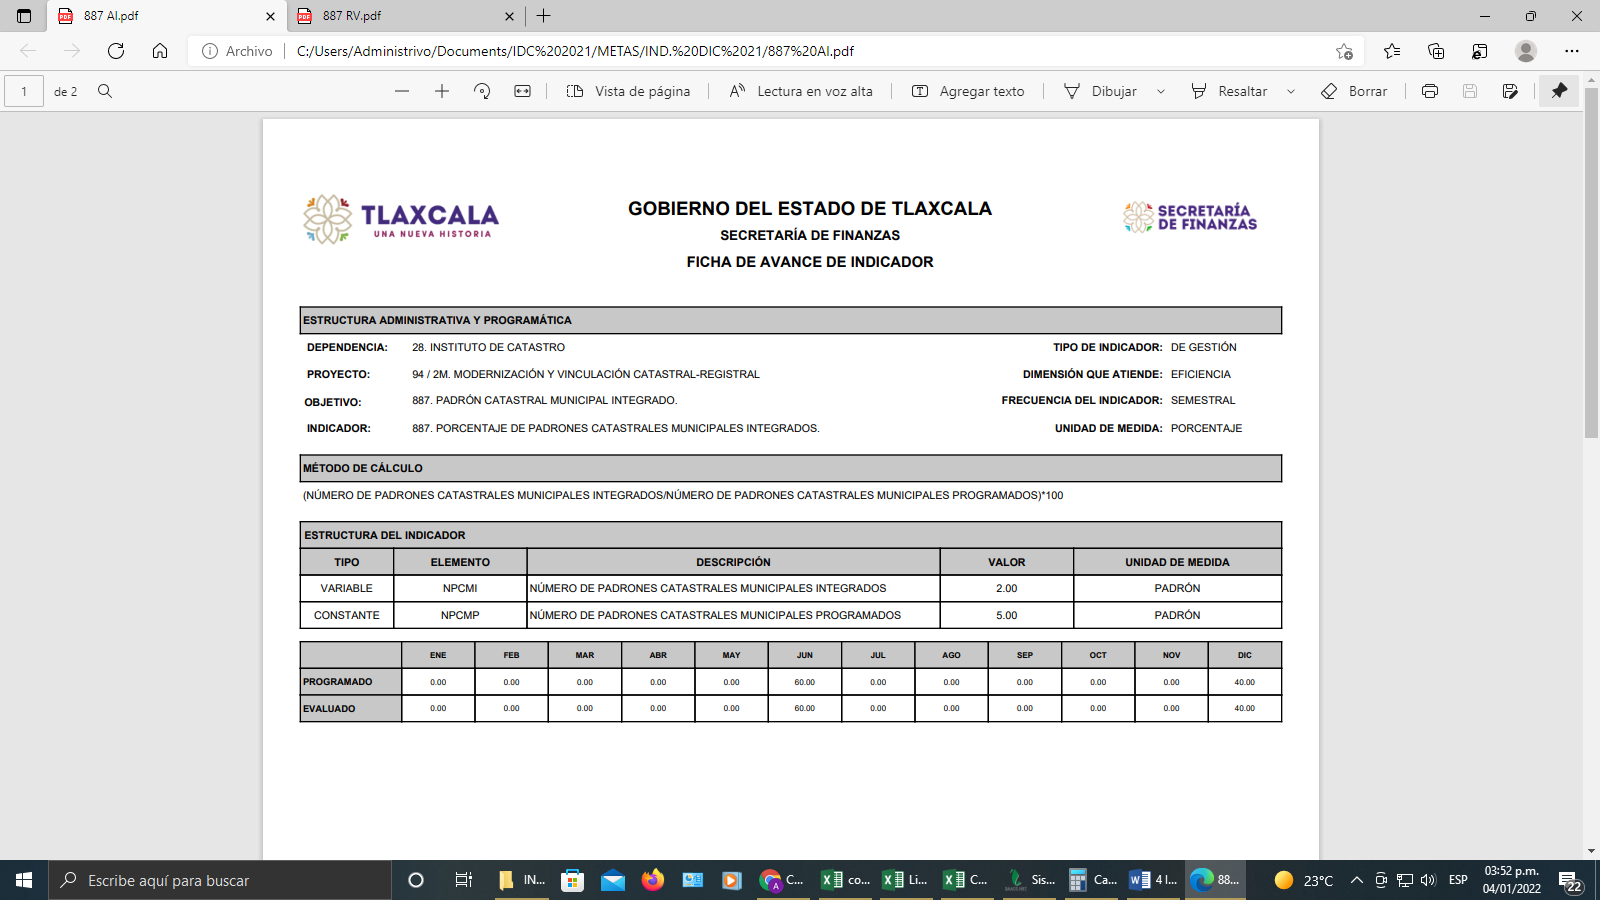 887 AI.pdf
887 RV.pdf
Archivo
C:/Users/Administrivo/Documents/IDC%202021/METAS/IND.%20DIC%2021/887%20AI.pdf
1 de 2
Vista de página
Lectura en voz alta
Agregar texto
Dibujar
Resaltar
Borrar
TLAXCALA
UNA NUEVA HISTORIA
GOBIERNO DEL ESTADO DE TLAXCALA
SECRETARÍA DE FINANZAS
FICHA DE AVANCE DE INDICADOR
SECRETARÍA
DE FINANZAS
ESTRUCTURA ADMINISTRATIVA Y PROGRAMÁTICA
DEPENDENCIA: 28. INSTITUTO DE CATASTRO TIPO DE INDICADOR: DE GESTIÓN
PROYECTO: 94 / 2M. MODERNIZACIÓN Y VINCULACIÓN CATASTRAL-REGISTRAL DIMENSIÓN QUE ATIENDE: EFICIENCIA
OBJETIVO: 887. PADRÓN CATASTRAL MUNICIPAL INTEGRADO. FRECUENCIA DEL INDICADOR: SEMESTRAL
INDICADOR: 887. PORCENTAJE DE PADRONES CATASTRALES MUNICIPALES INTEGRADOS. UNIDAD DE MEDIDA: PORCENTAJE
MÉTODO DE CÁLCULO
(NÚMERO DE PADRONES CATASTRALES MUNICIPALES INTEGRADOS/NÚMERO DE PADRONES CATASTRALES MUNICIPALES PROGRAMADOS)*100
ESTRUCTURA DEL INDICADOR
TIPO ELEMENTO DESCRIPCIÓN VALOR UNIDAD DE MEDIDA
VARIABLE NPCMI NÚMERO DE PADRONES CATASTRALES MUNICIPALES INTEGRADOS 2.00 PADRÓN
CONSTANTE NPCMP NÚMERO DE PADRONES CATASTRALES MUNICIPALES PROGRAMADOS 5.00 PADRÓN
ENE FEB MAR ABR MAY JUN JUL AGO SEP OCT NOV DIC
PROGRAMADO 0.00 0.00 0.00 0.00 0.00 60.00 0.00 0.00 0.00 0.00 0.00 40.00
EVALUADO 0.00 0.00 0.00 0.00 0.00 60.00 0.00 0.00 0.00 0.00 0.00 40.00
Escribe aquí para buscar
IN...
C...
co...
Li...
C...
Sis...
Ca...
4 I...
88...
23°C
ESP
03:52 p.m.
04/01/2022
22